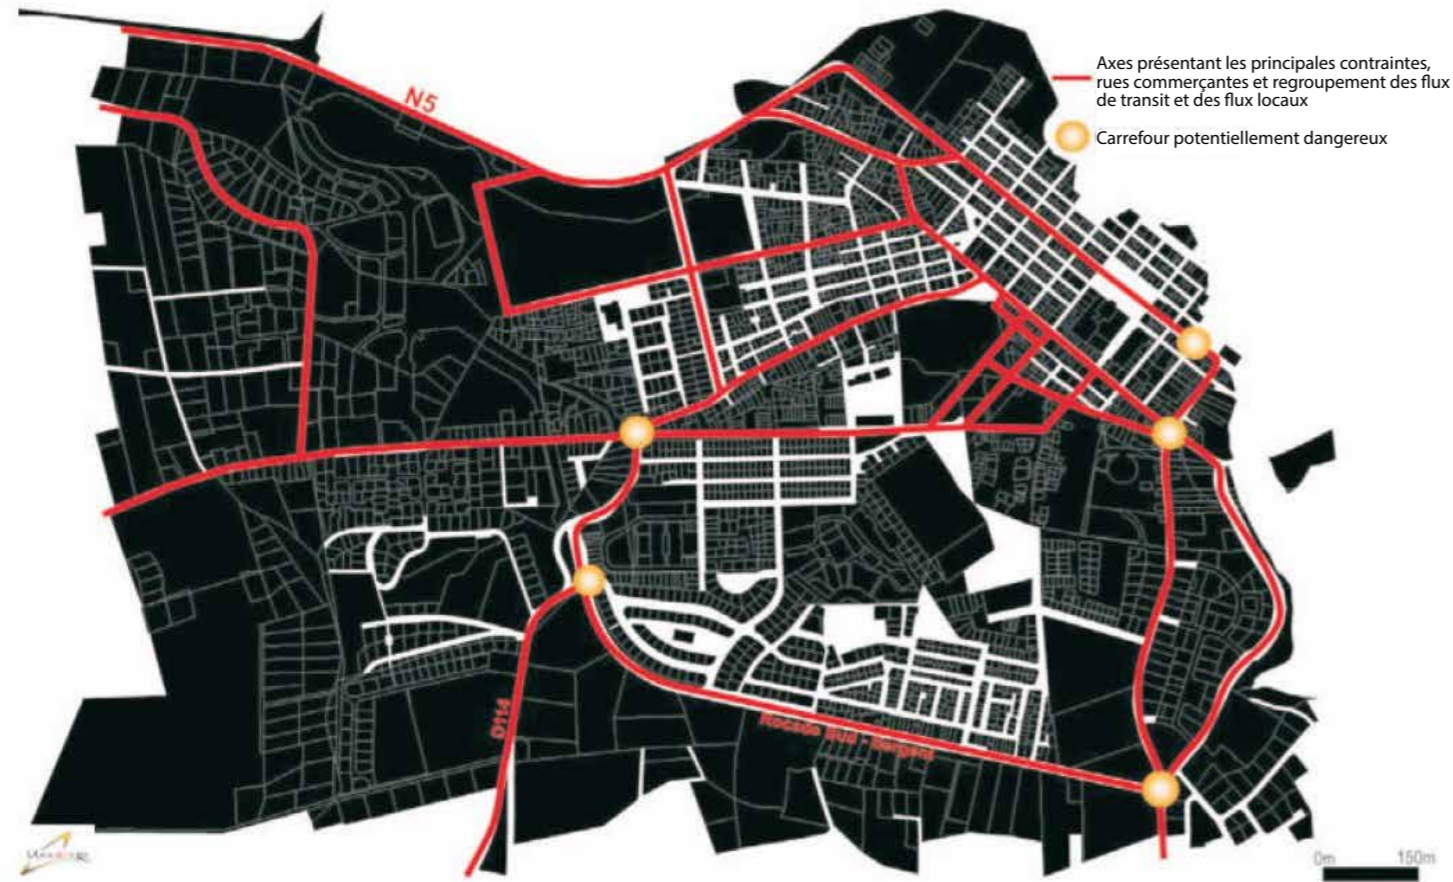 N5
Axes présentant les principales contraintes,
rues commerçantes et regroupement des flux
de transit et des flux locaux
Carrefour potentiellement dangereux
D114
Rocade Sud -
0m 150m